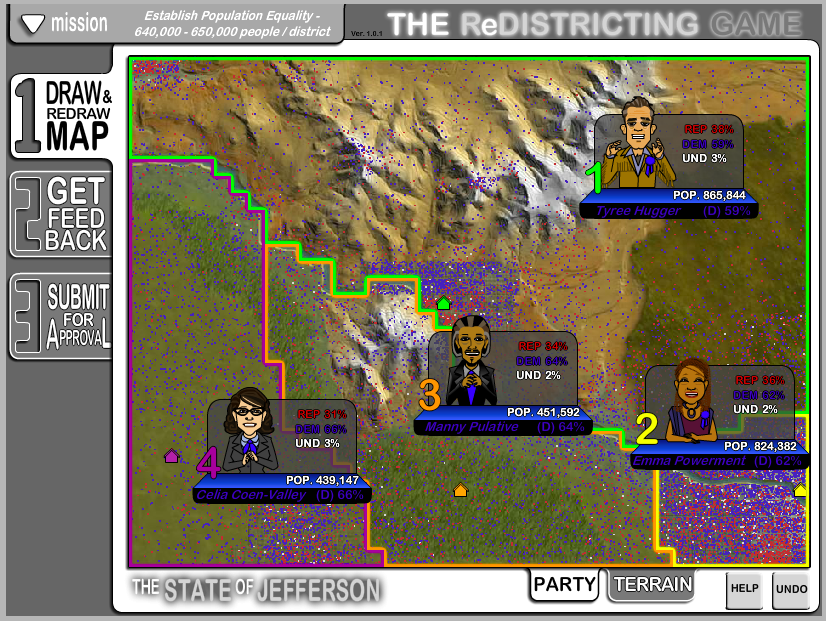 mission
Establish Population Equality -
640,000 - 650,000 people / district
Ver. 1.0.1
THE ReDISTRICTING GAME
1 DRAW &
REDRAW
MAP
2 GET
FEED
BACK
3 SUBMIT
FOR
APPROVAL
1
REP 38%
DEM 59%
UND 3%
POP. 865,844
Tyree Hugger (D) 59%
3
REP 34%
DEM 64%
UND 2%
POP. 451,592
Manny Pulative (D) 64%
2
REP 36%
DEM 62%
UND 2%
POP. 824,382
Emma Powerment (D) 62%
4
REP 31%
DEM 66%
UND 3%
POP. 439,147
Celia Coen-Valley (D) 66%
THE STATE OF JEFFERSON
PARTY
TERRAIN
HELP
UNDO